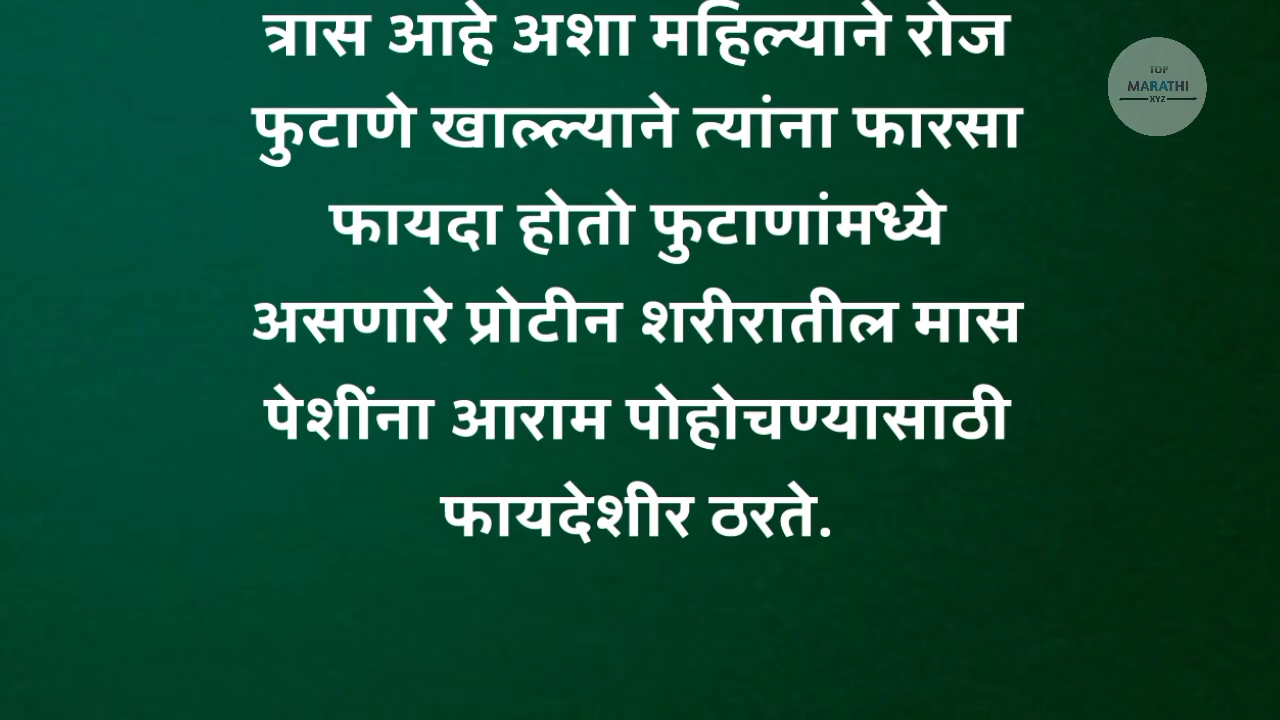 त्रास आहे अशा महिल्याने रोज
फुटाणे खाल्ल्याने त्यांना फारसा
फायदा होतो फुटाणांमध्ये
असणारे प्रोटीन शरीरातील मास
पेशींना आराम पोहोचण्यासाठी
फायदेशीर ठरते.
TOP
MARATHI
XYZ